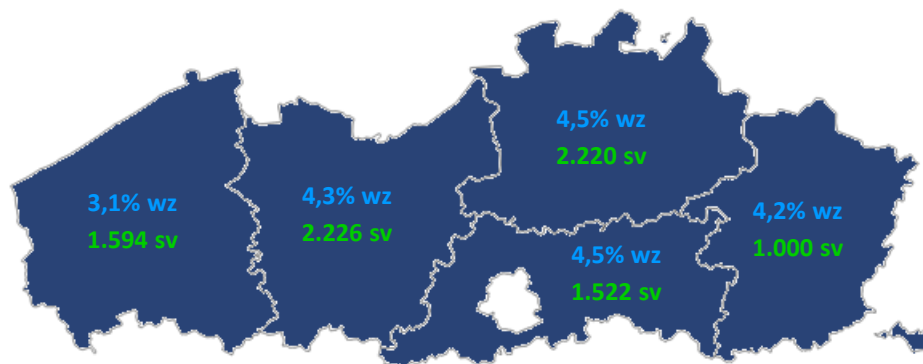 4,5% wz
2.220 sv
3,1% wz
1.594 sv
4,3% wz
2.226 sv
4,2% wz
1.000 sv
4,5% wz
1.522 sv